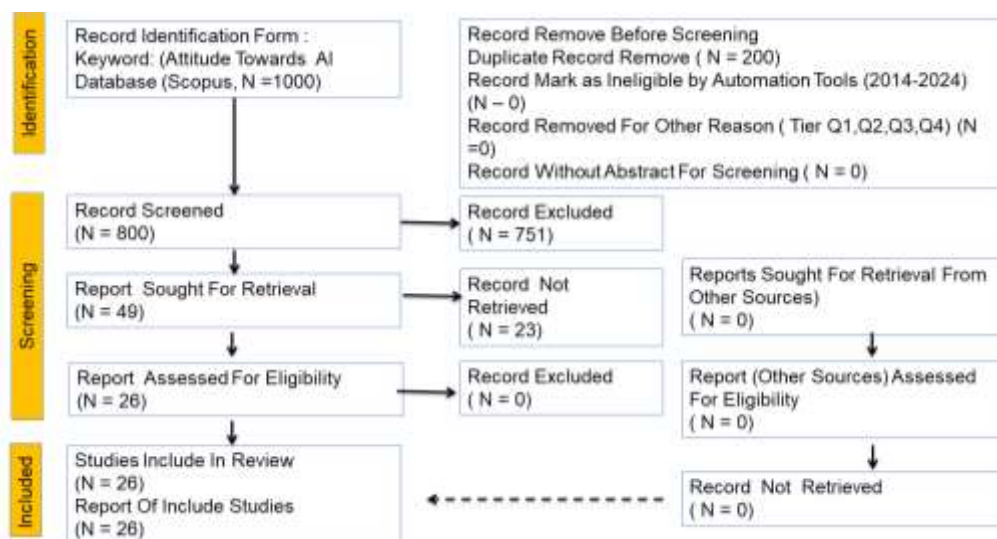 Identification
Record Identification Form :
Keyword: (Attitude Towards AI
Database (Scopus, N =1000)
Record Remove Before Screening
Duplicate Record Remove ( N = 200)
Record Mark as Ineligible by Automation Tools (2014-2024)
(N – 0)
Record Removed For Other Reason ( Tier Q1,Q2,Q3,Q4) (N
=0)
Record Without Abstract For Screening ( N = 0)
Screening
Record Screened
(N = 800)
Record Excluded
( N = 751)
Report Sought For Retrieval
(N = 49)
Record Not
Retrieved
( N = 23)
Reports Sought For Retrieval From
Other Sources)
( N = 0)
Report Assessed For Eligibility
(N = 26)
Record Excluded
( N = 0)
Report (Other Sources) Assessed
For Eligibility
( N = 0)
Included
Studies Include In Review
(N = 26)
Report Of Include Studies
(N = 26)
Record Not Retrieved
( N = 0)